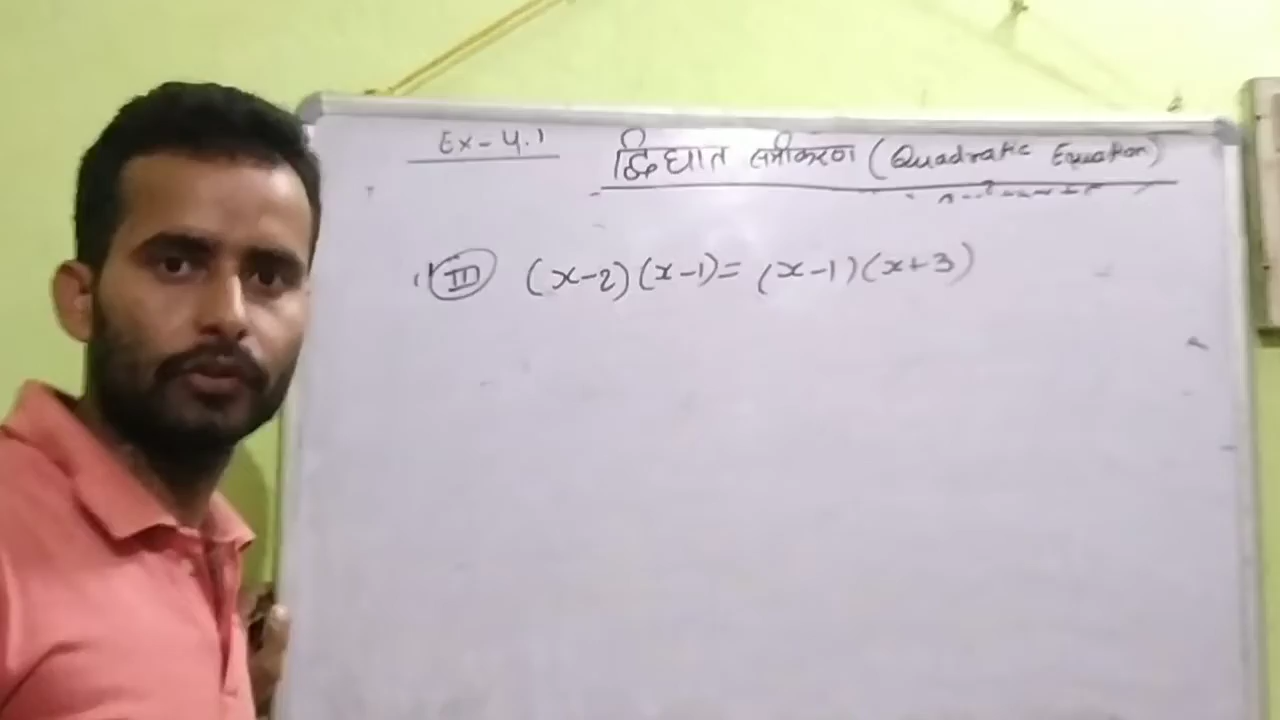 Ex-4.1
द्विघात समीकरण (Quadratic Equation)
(III) (x-2)(x-1)= (x-1)(x+3)